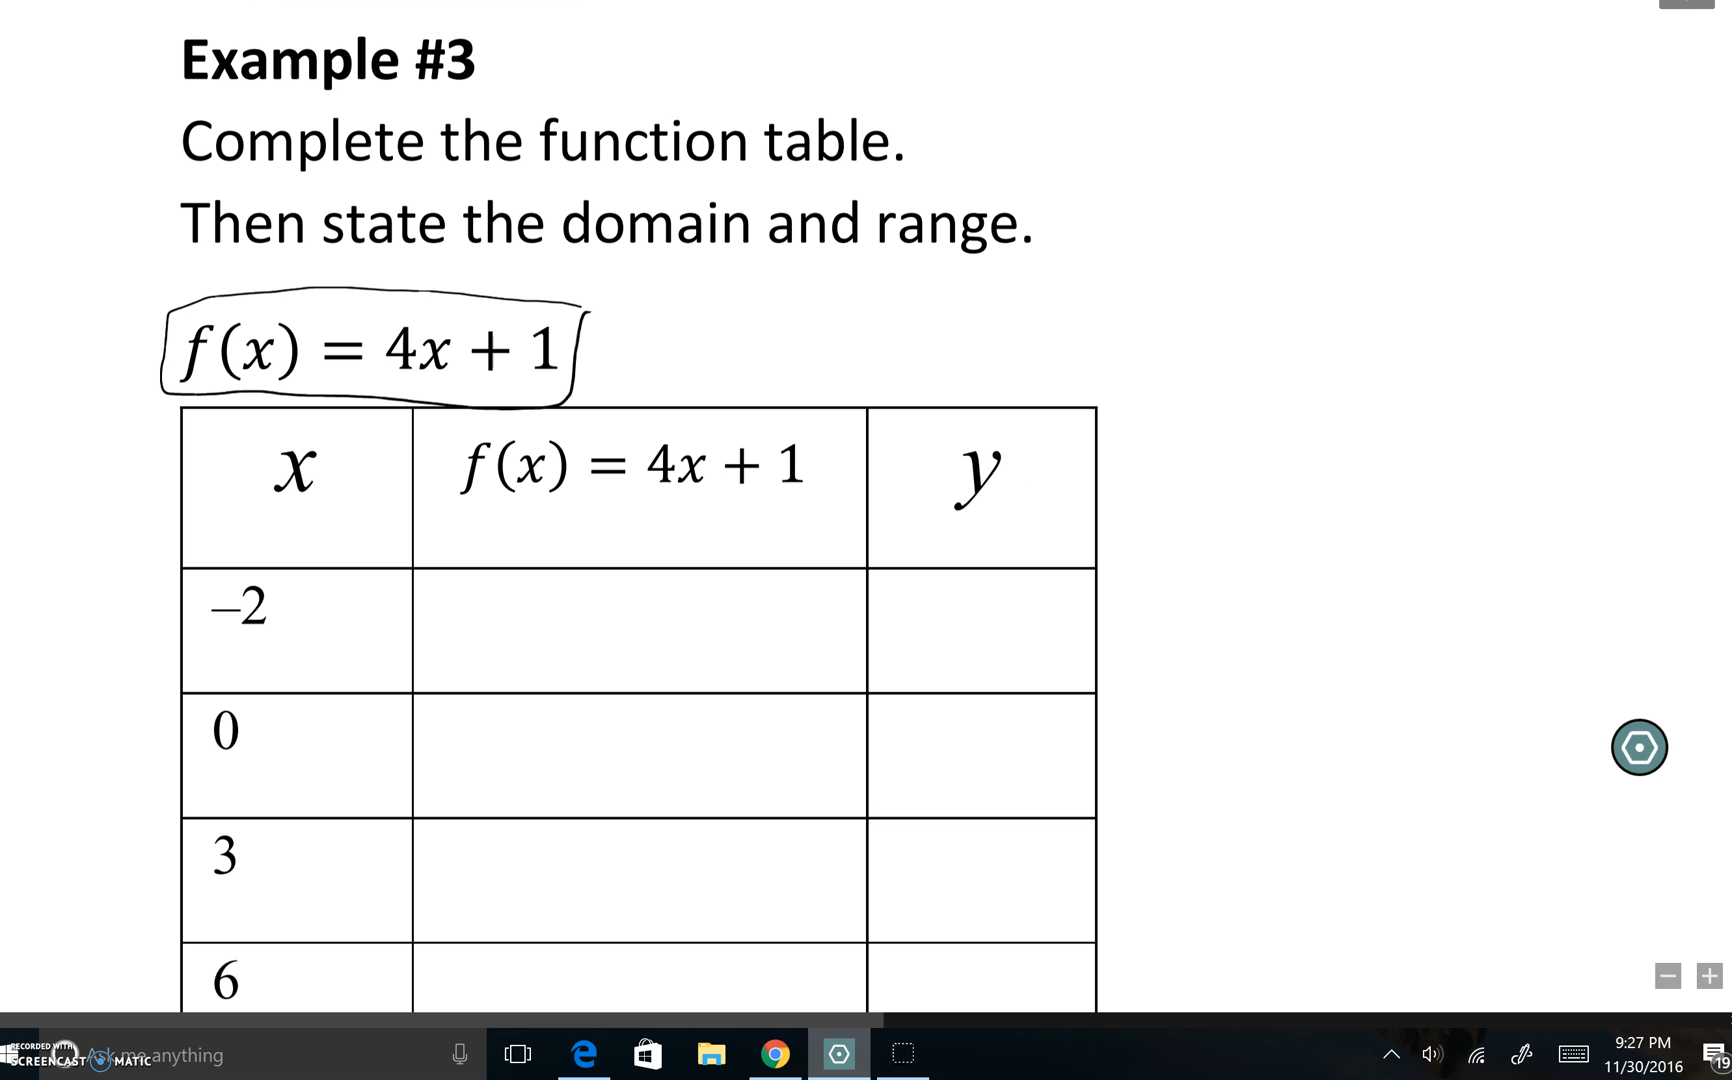 Example #3
Complete the function table.
Then state the domain and range.
f(x) = 4x + 1
x f(x) = 4x + 1 y
–2
0
3
6
RECORDED WITH
SCREENCAST MATIC
Ask me anything
9:27 PM
11/30/2016
19